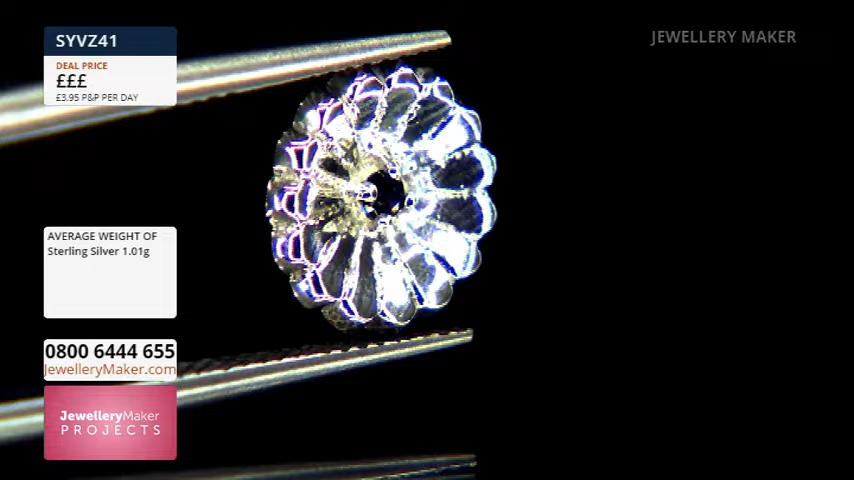 SYVZ41
DEAL PRICE
£££
£3.95 P&P PER DAY
JEWELLERY MAKER
AVERAGE WEIGHT OF
Sterling Silver 1.01g
0800 6444 655
JewelleryMaker.com
JewelleryMaker
PROJECTS